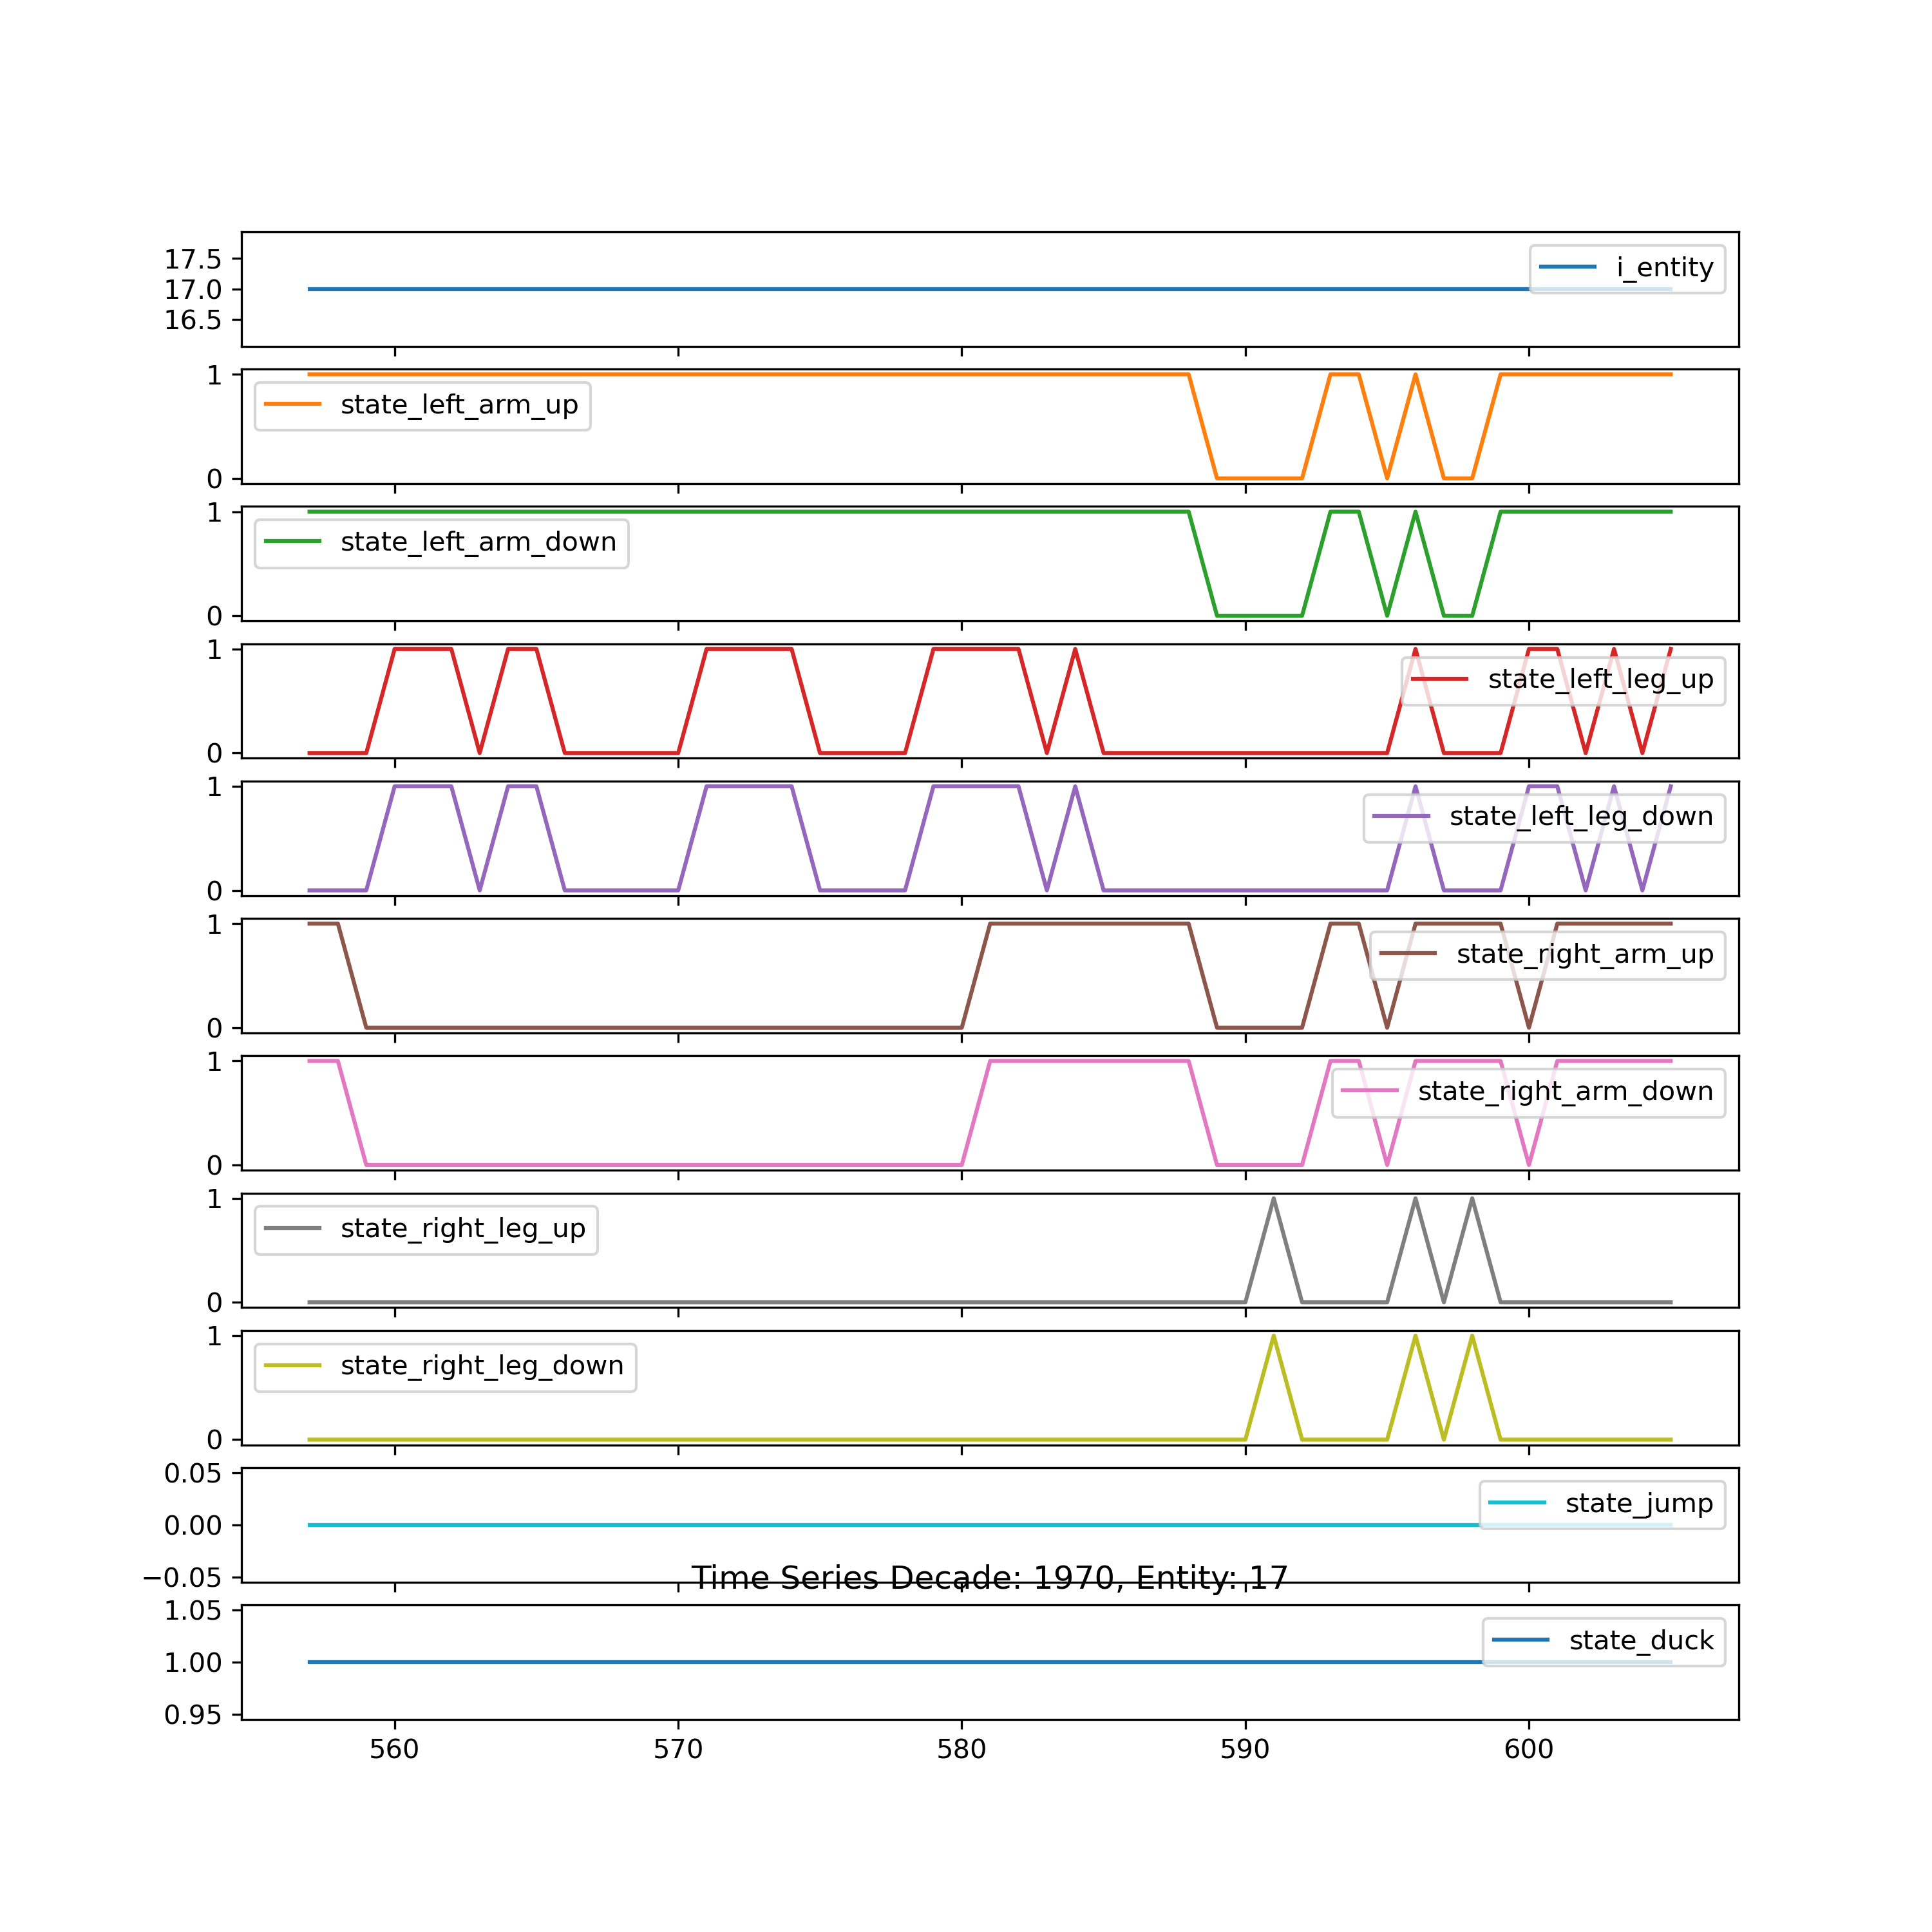 17.5
17.0
16.5
i_entity
1
0
state_left_arm_up
1
0
state_left_arm_down
1
0
state_left_leg_up
1
0
state_left_leg_down
1
0
state_right_arm_up
1
0
state_right_arm_down
1
0
state_right_leg_up
1
0
state_right_leg_down
0.05
0.00
−0.05
state_jump
Time Series Decade: 1970, Entity: 17
1.05
1.00
0.95
state_duck
560 570 580 590 600